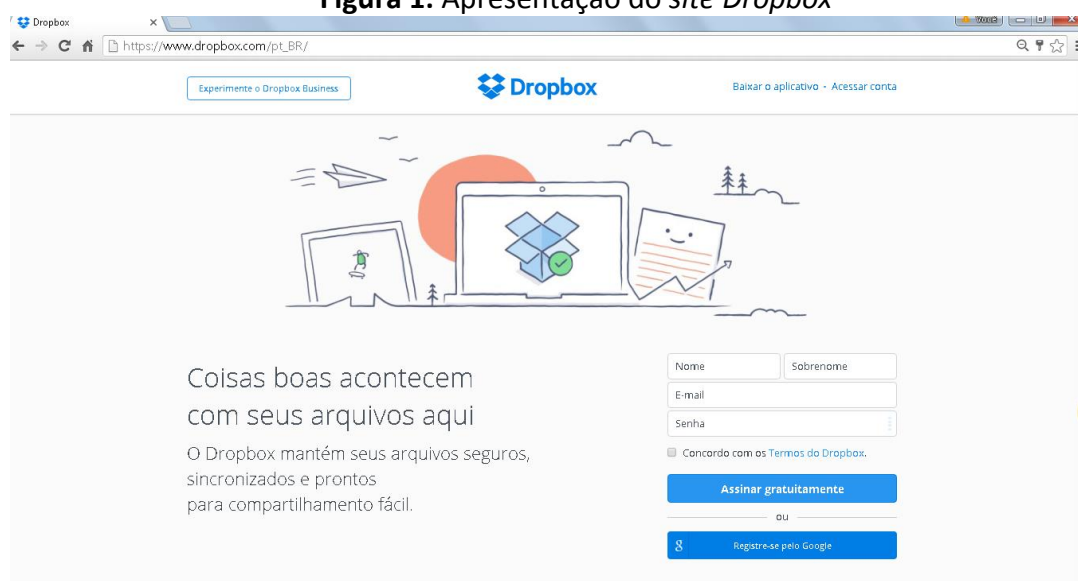 Figura 1. Apresentação do site Dropbox
Dropbox
Você
https://www.dropbox.com/pt_BR/
Experimente o Dropbox Business
Dropbox
Baixar o aplicativo - Acessar conta
Coisas boas acontecem
com seus arquivos aqui
O Dropbox mantém seus arquivos seguros,
sincronizados e prontos
para compartilhamento fácil.
Nome
Sobrenome
E-mail
Senha
Concordo com os Termos do Dropbox.
Assinar gratuitamente
ou
8 Registre-se pelo Google